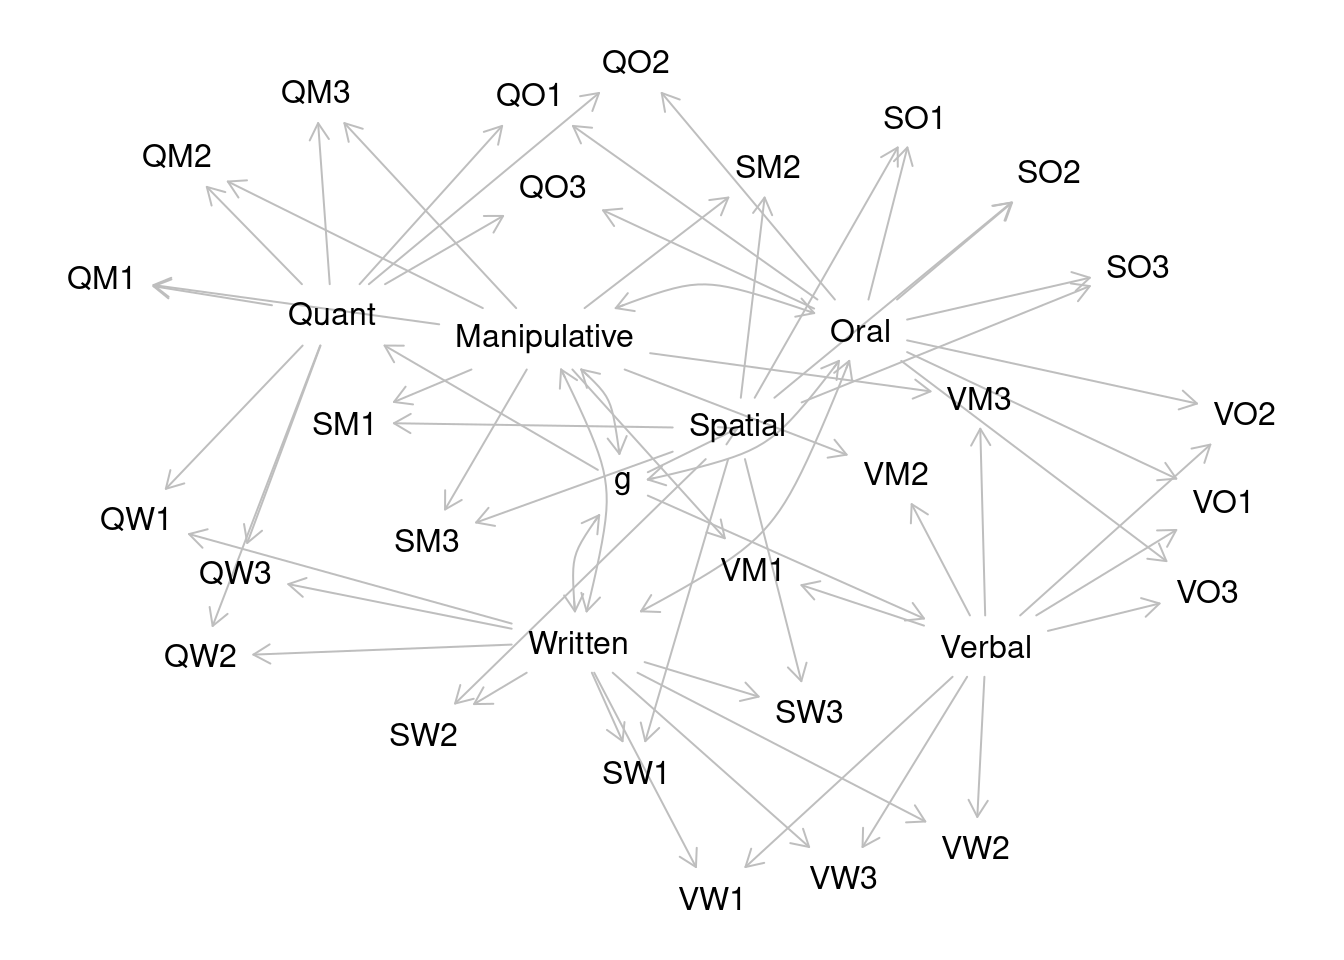 QO2
QM3
QO1
SO1
QM2
SM2
SO2
QO3
SO3
QM1
Quant
Oral
Manipulative
VM3
VO2
SM1
Spatial
VM2
g
VO1
QW1
SM3
VM1
QW3
VO3
Written
Verbal
QW2
SW3
SW2
SW1
VW2
VW3
VW1